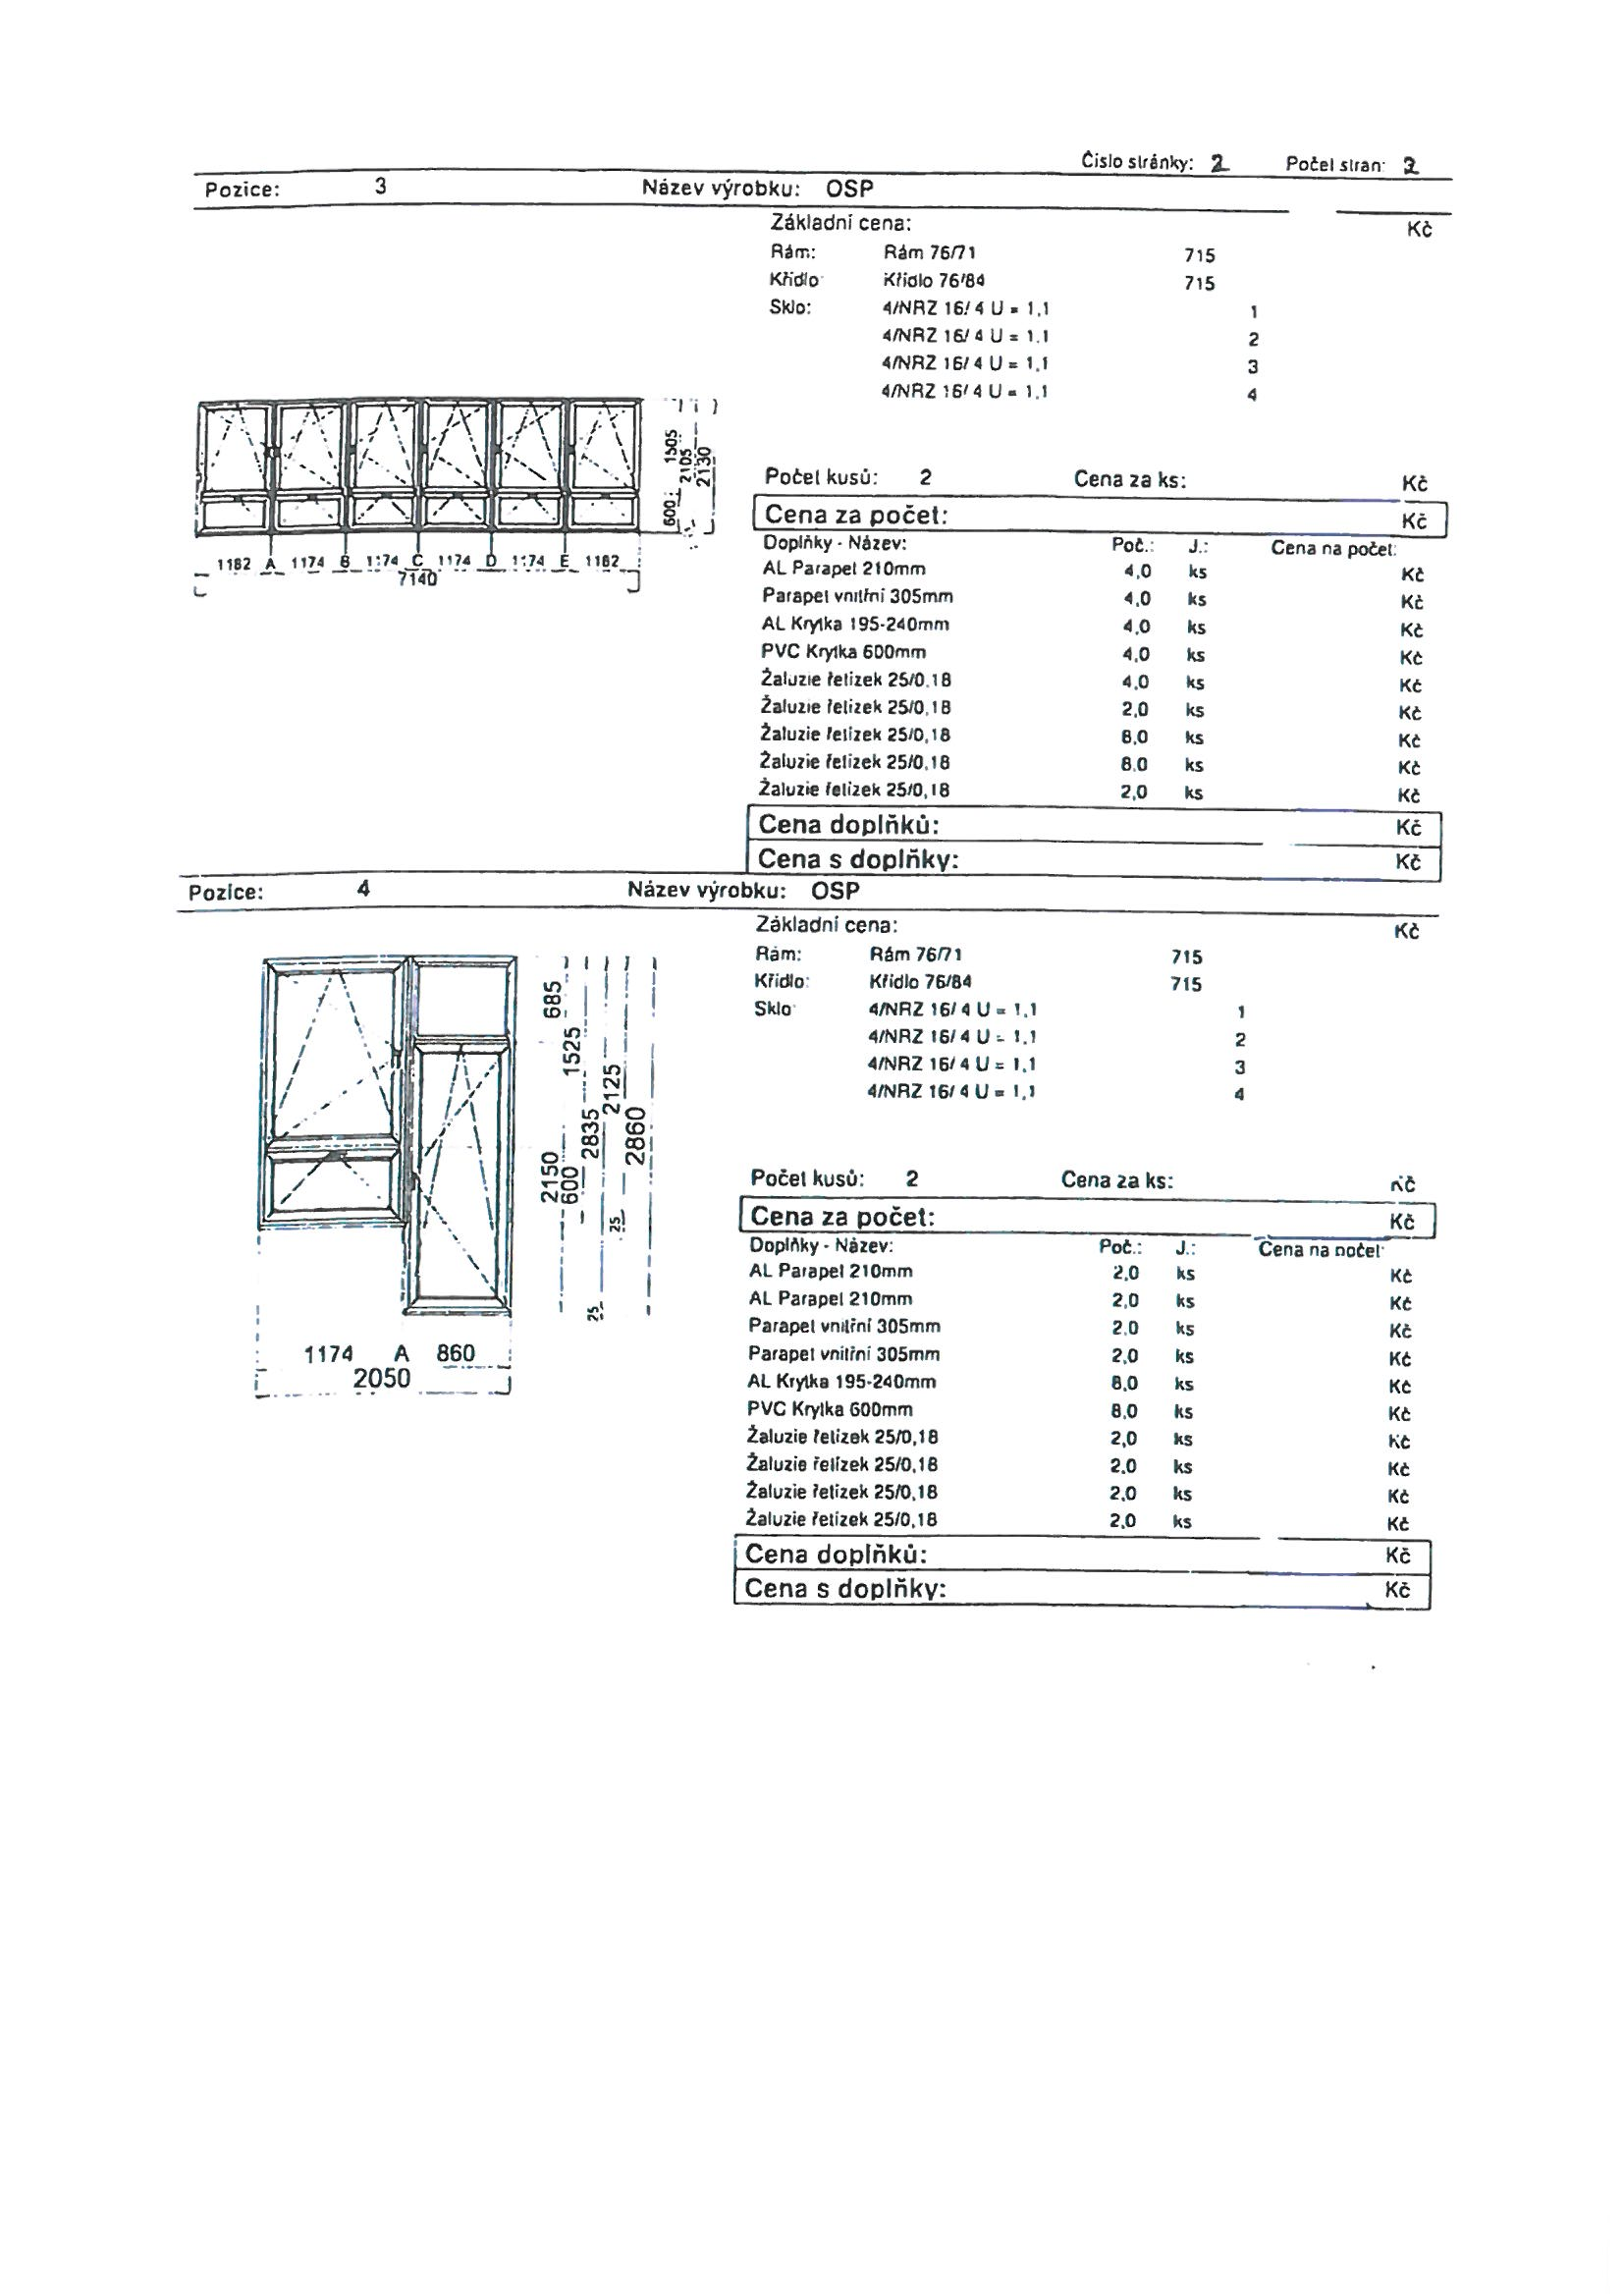 Číslo stránky: 2 Počet stran: 2
Pozice: 3 Název výrobku: OSP
Základní cena: Kč
Rám: Rám 76/71 715
Křídlo: Křídlo 76/84 715
Sklo: 4/NRZ 16/ 4 U = 1,1 1
4/NRZ 16/ 4 U = 1,1 2
4/NRZ 16/ 4 U = 1,1 3
4/NRZ 16/ 4 U = 1,1 4
600 1505
2105
2130
1182 A 1174 B 1174 C 1174 D 1174 E 1182
7140
Počet kusů: 2 Cena za ks: Kč
Cena za počet: Kč
Doplňky - Název: Poč.: J.: Cena na počet:
AL Parapet 210mm 4,0 ks Kč
Parapet vnitřní 305mm 4,0 ks Kč
AL Krytka 195-240mm 4,0 ks Kč
PVC Krytka 600mm 4,0 ks Kč
Žaluzie řetízek 25/0,18 4,0 ks Kč
Žaluzie řetízek 25/0,18 2,0 ks Kč
Žaluzie řetízek 25/0,18 8,0 ks Kč
Žaluzie řetízek 25/0,18 8,0 ks Kč
Žaluzie řetízek 25/0,18 2,0 ks Kč
Cena doplňků: Kč
Cena s doplňky: Kč
Pozice: 4 Název výrobku: OSP
Základní cena: Kč
Rám: Rám 76/71 715
Křídlo: Křídlo 76/84 715
Sklo: 4/NRZ 16/ 4 U = 1,1 1
4/NRZ 16/ 4 U = 1,1 2
4/NRZ 16/ 4 U = 1,1 3
4/NRZ 16/ 4 U = 1,1 4
2150 685
600 1525
25 2835
25 2125
2860
1174 A 860
2050
Počet kusů: 2 Cena za ks: Kč
Cena za počet: Kč
Doplňky - Název: Poč.: J.: Cena na počet:
AL Parapet 210mm 2,0 ks Kč
AL Parapet 210mm 2,0 ks Kč
Parapet vnitřní 305mm 2,0 ks Kč
Parapet vnitřní 305mm 2,0 ks Kč
AL Krytka 195-240mm 8,0 ks Kč
PVC Krytka 600mm 8,0 ks Kč
Žaluzie řetízek 25/0,18 2,0 ks Kč
Žaluzie řetízek 25/0,18 2,0 ks Kč
Žaluzie řetízek 25/0,18 2,0 ks Kč
Žaluzie řetízek 25/0,18 2,0 ks Kč
Cena doplňků: Kč
Cena s doplňky: Kč